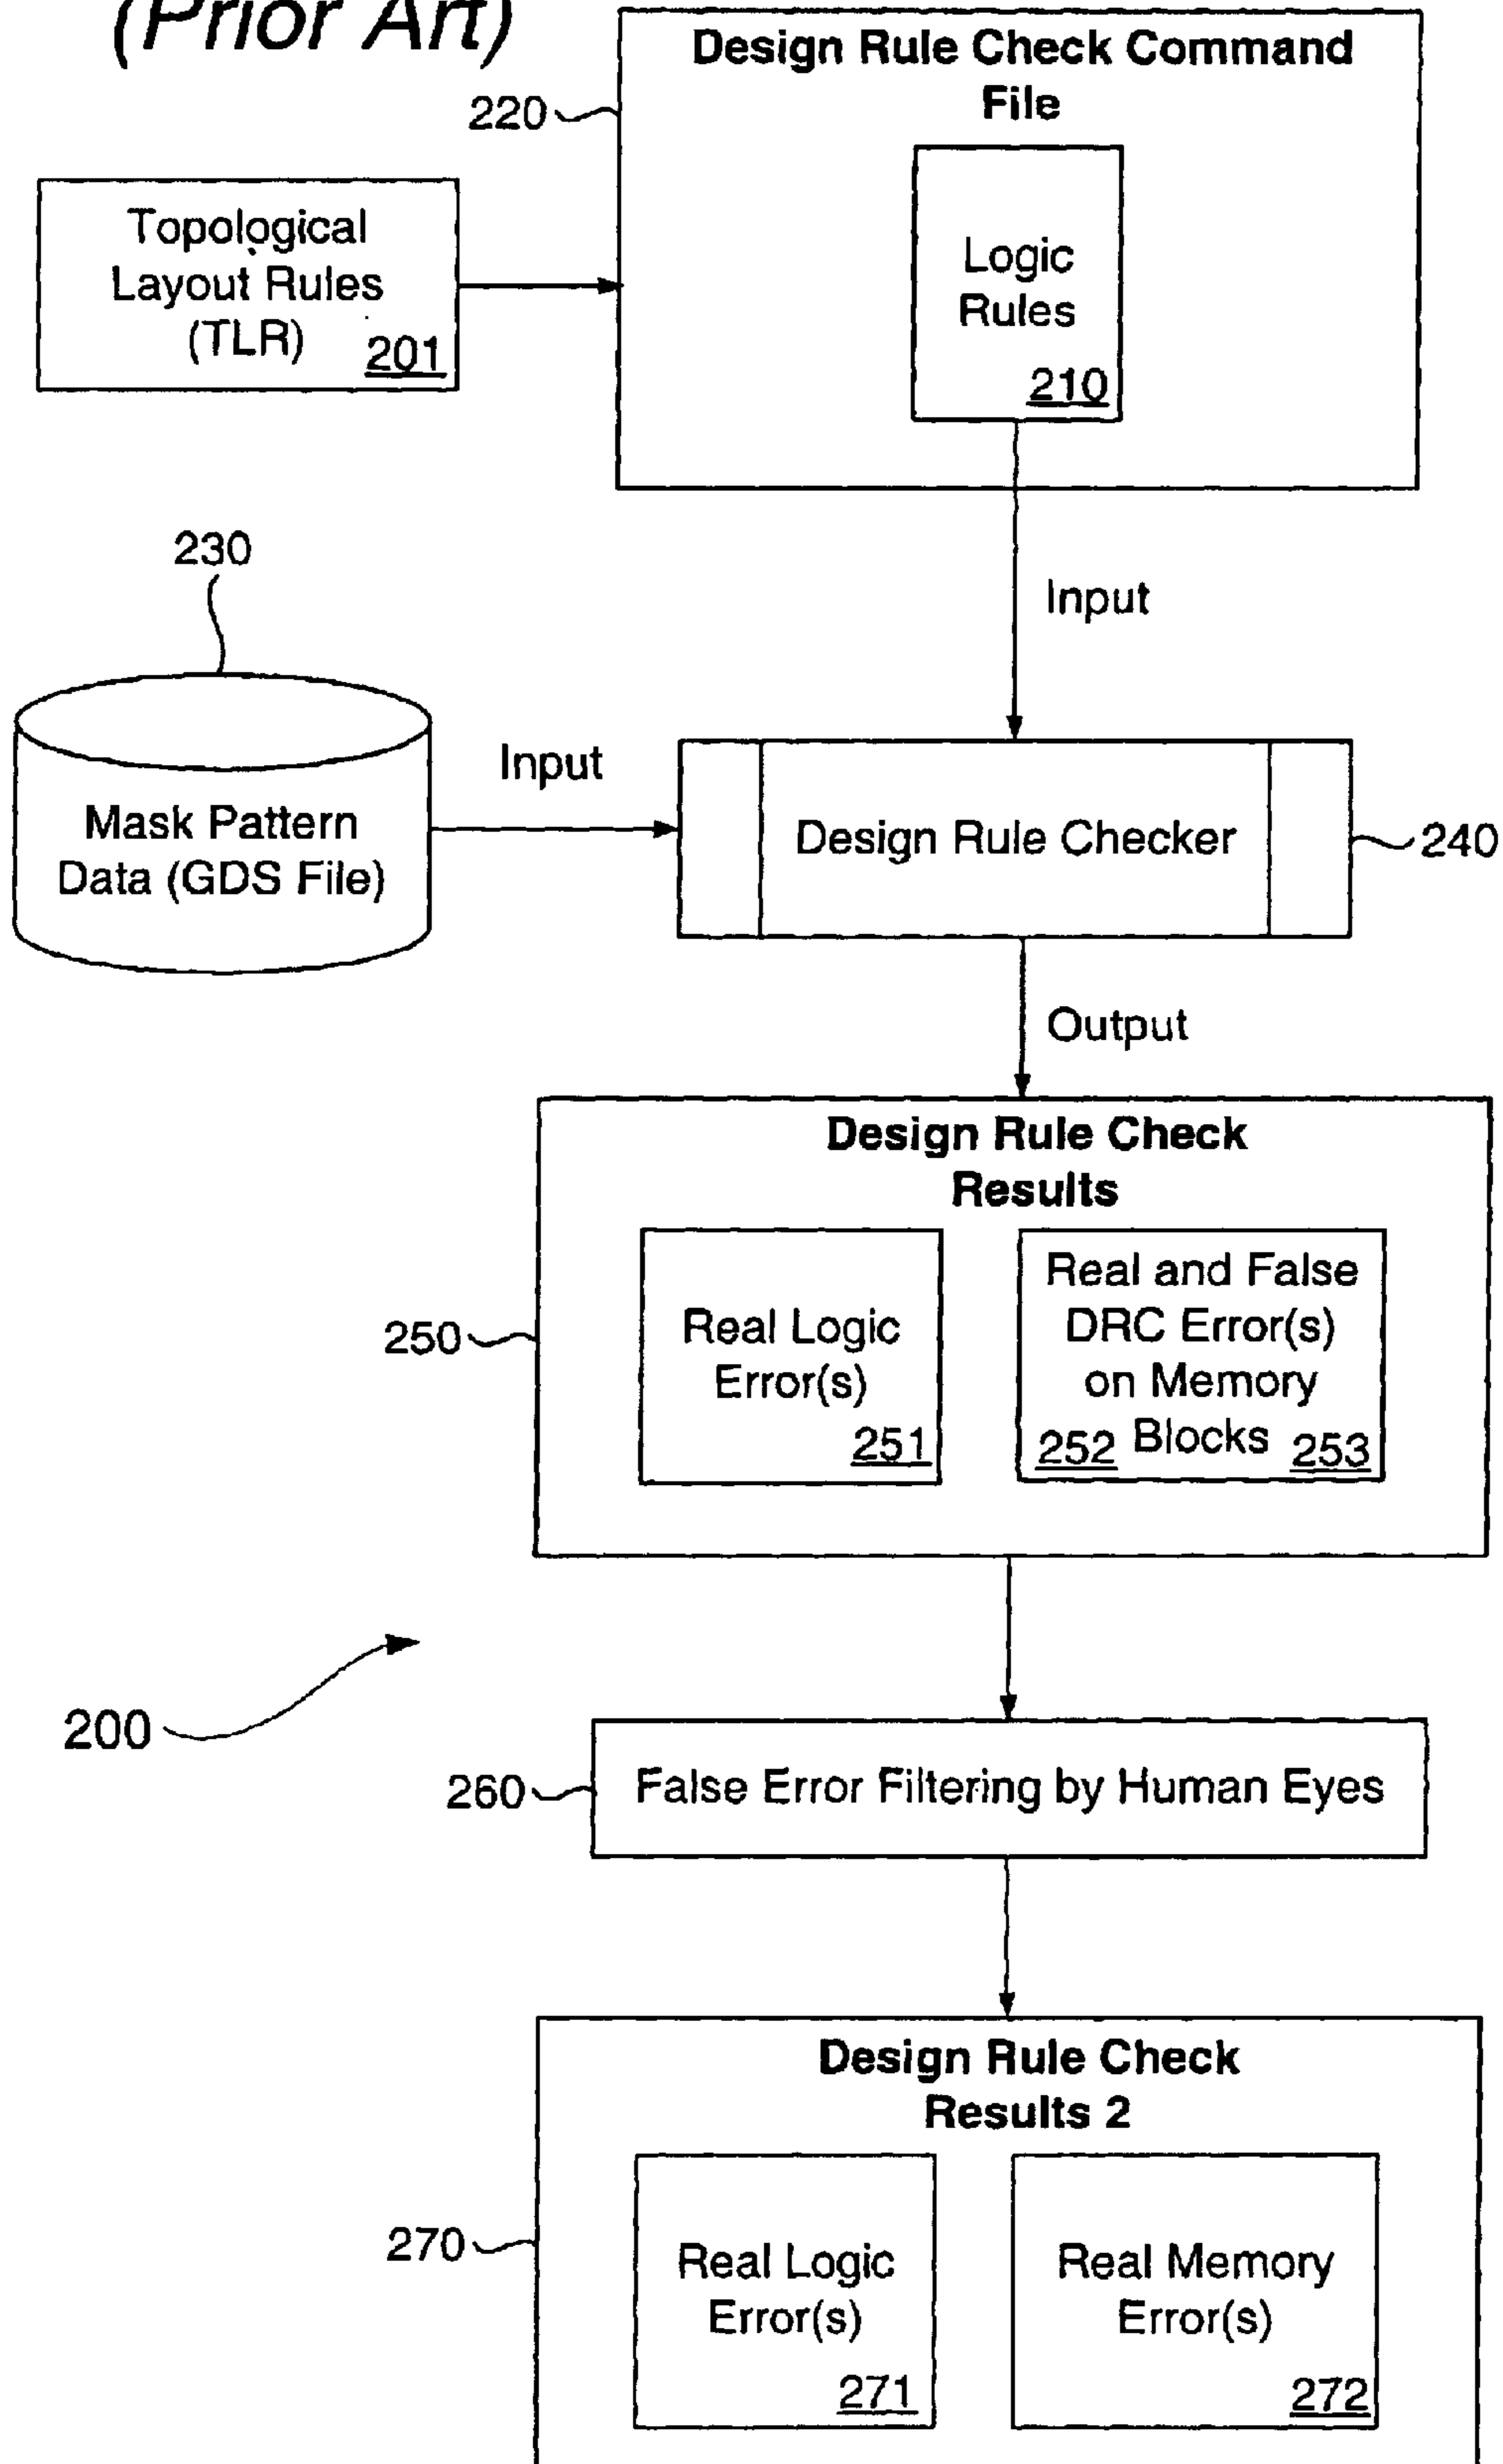 (Prior Art)
Design Rule Check Command
File
220
Topological
Layout Rules
(TLR)
201
Logic
Rules
210
230
Input
Input
Mask Pattern
Data (GDS File)
Design Rule Checker
240
Output
Design Rule Check
Results
250
Real Logic
Error(s)
251
Real and False
DRC Error(s)
on Memory
252 Blocks 253
200
260
False Error Filtering by Human Eyes
Design Rule Check
Results 2
270
Real Logic
Error(s)
271
Real Memory
Error(s)
272